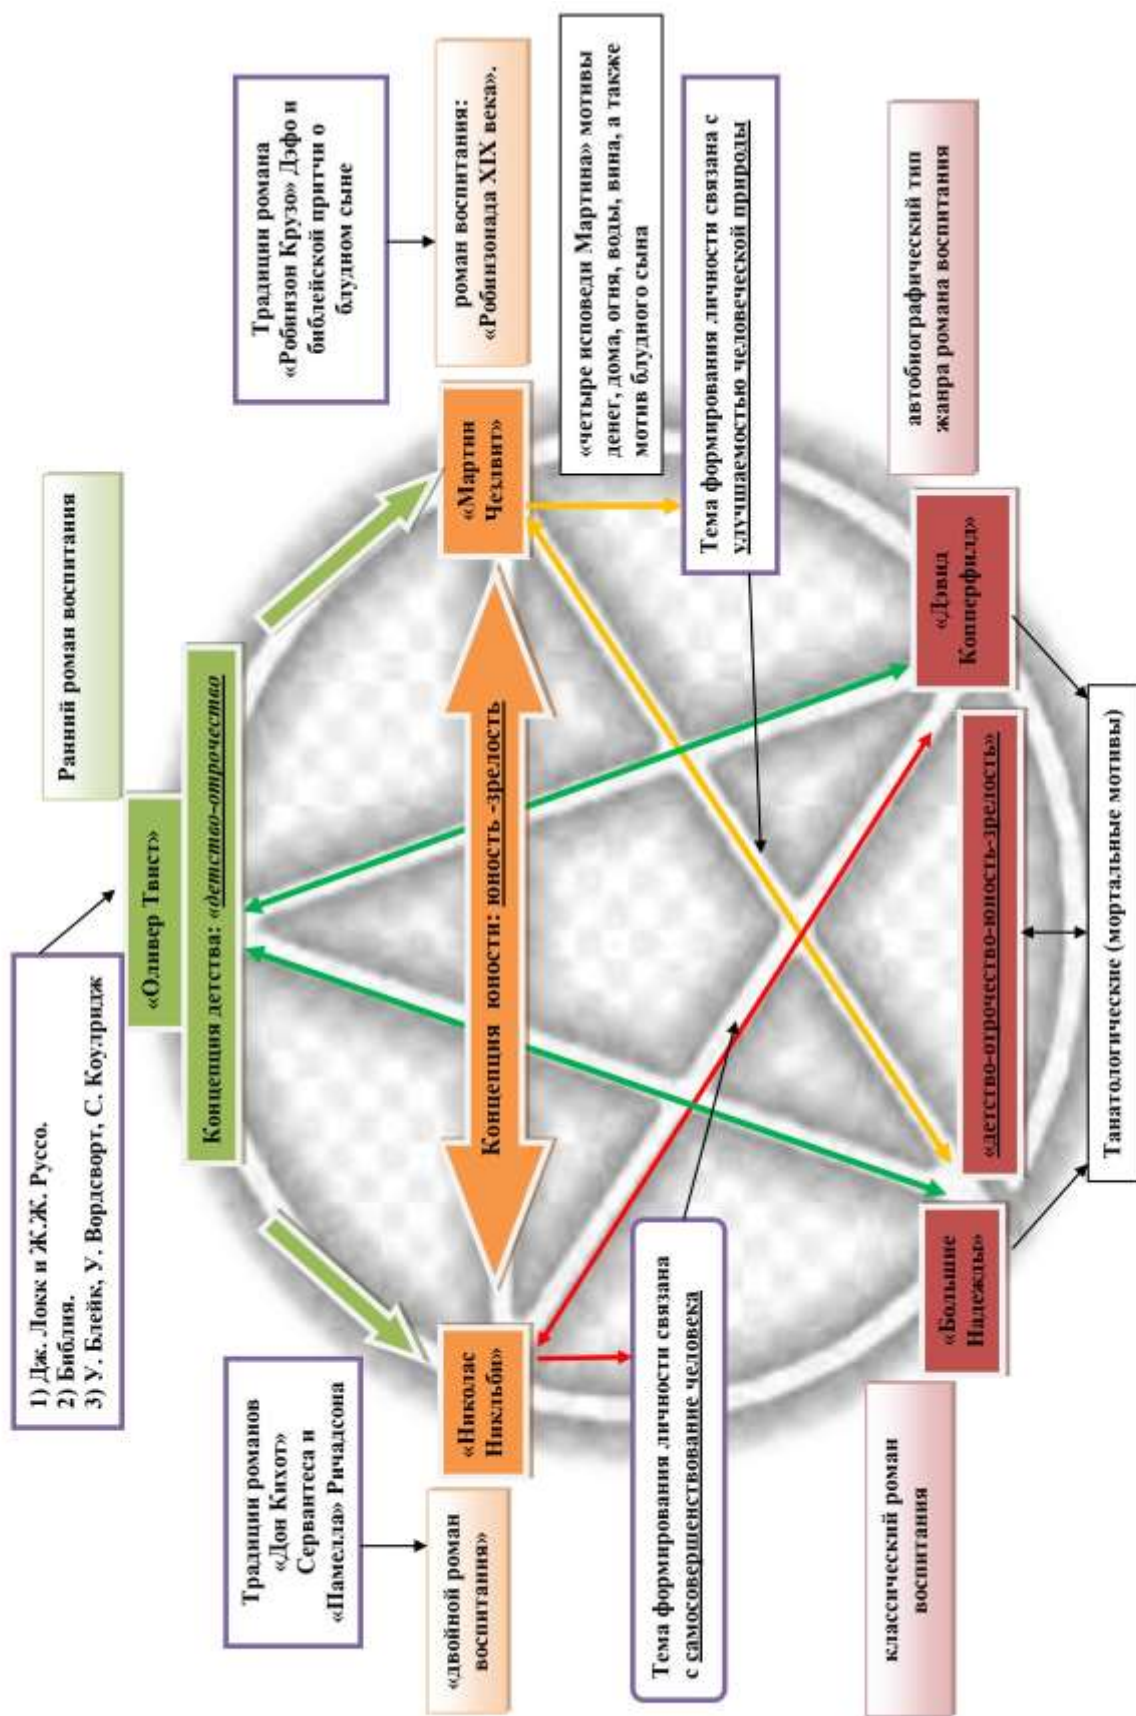 1) Дж. Локк и Ж.Ж. Руссо.
2) Библия.
3) У. Блейк, У. Вордсворт, С. Коулридж
«Оливер Твист»
Ранний роман воспитания
Концепция детства: «детство-отрочество
Традиции романов
«Дон Кихот»
Сервантеса и
«Памелла» Ричадсона
Традиции романа
«Робинзон Крузо» Дэфо и
библейской притчи о
блудном сыне
«двойной роман
воспитания»
«Николас
Никльби»
Концепция юности: юность -зрелость
«Мартин
Чезлвит»
роман воспитания:
«Робинзонада XIX века».
«четыре исповеди Мартина» мотивы
денег, дома, огня, воды, вина, а также
мотив блудного сына
Тема формирования личности связана
с самосовершенствование человека
Тема формирования личности связана с
улучшаемостью человеческой природы
классический роман
воспитания
«Большие
Надежды»
«детство-отрочество-юность-зрелость»
«Дэвид
Копперфилд»
автобиографический тип
жанра романа воспитания
Танатологические (мортальные мотивы)